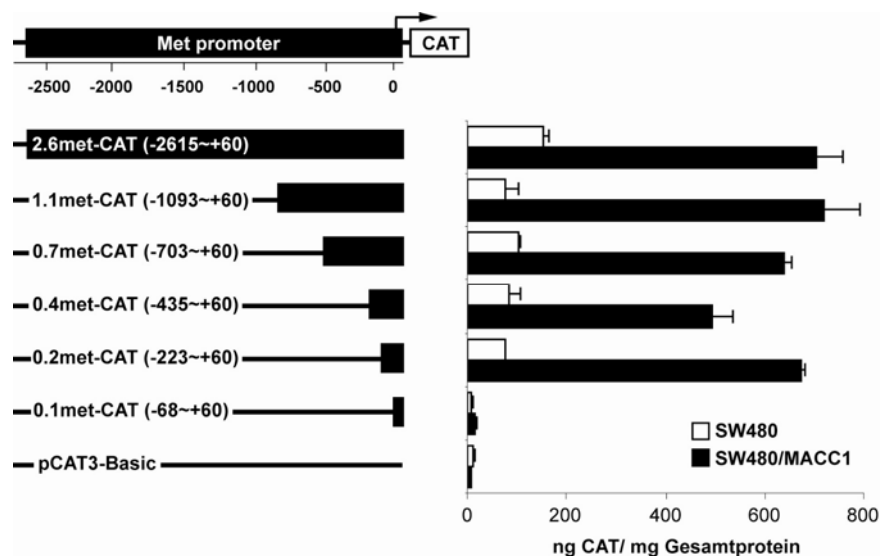 Met promoter
CAT
-2500 -2000 -1500 -1000 -500 0
2.6met-CAT (-2615~+60)
1.1met-CAT (-1093~+60)
0.7met-CAT (-703~+60)
0.4met-CAT (-435~+60)
0.2met-CAT (-223~+60)
0.1met-CAT (-68~+60)
pCAT3-Basic
SW480
SW480/MACC1
0 200 400 600 800
ng CAT/ mg Gesamtprotein